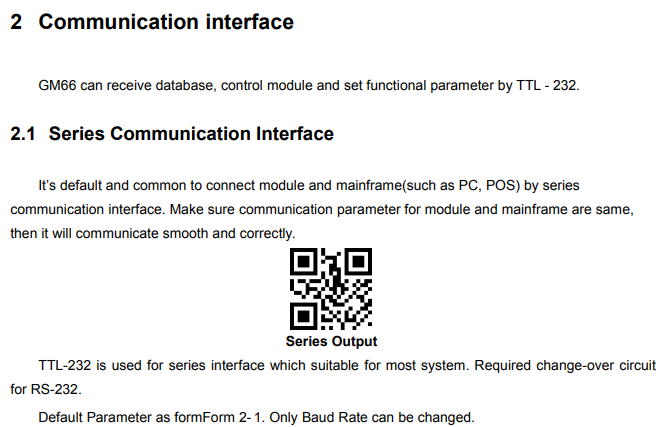 2 Communication interface
GM66 can receive database, control module and set functional parameter by TTL - 232.
2.1 Series Communication Interface
It's default and common to connect module and mainframe(such as PC, POS) by series
communication interface. Make sure communication parameter for module and mainframe are same,
then it will communicate smooth and correctly.
Series Output
TTL-232 is used for series interface which suitable for most system. Required change-over circuit
for RS-232.
Default Parameter as formForm 2- 1. Only Baud Rate can be changed.